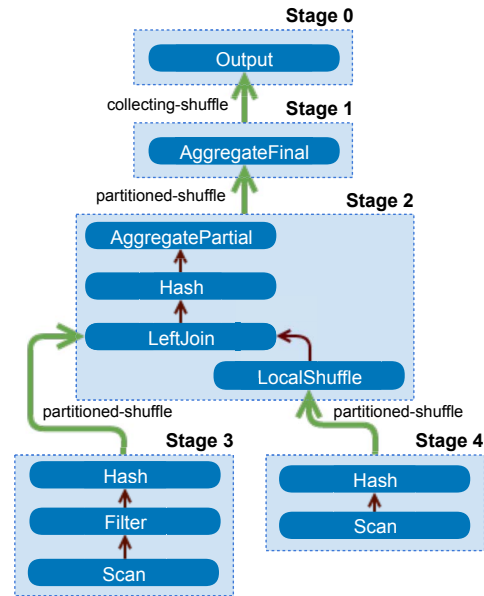 Stage 0
Output
collecting-shuffle
Stage 1
AggregateFinal
partitioned-shuffle
Stage 2
AggregatePartial
Hash
LeftJoin
LocalShuffle
partitioned-shuffle
partitioned-shuffle
Stage 3
Stage 4
Hash
Hash
Filter
Scan
Scan